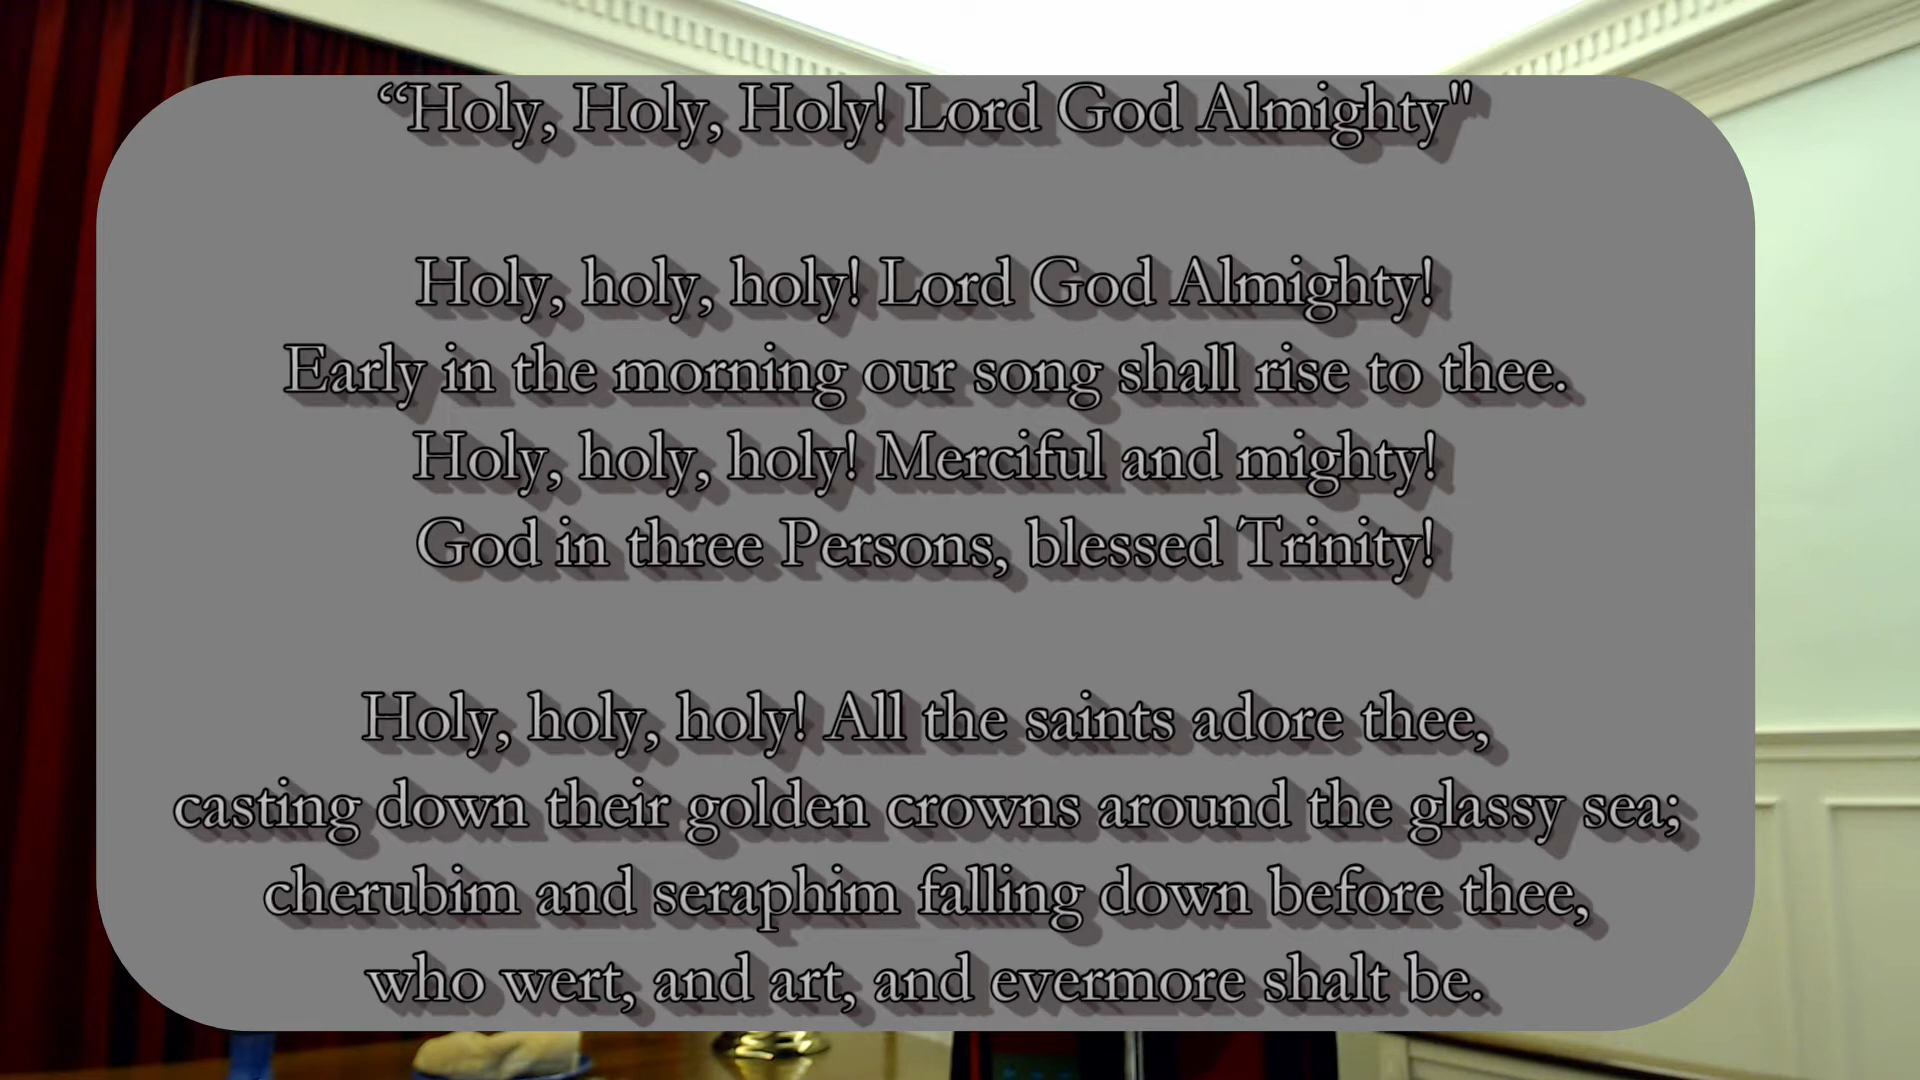 “Holy, Holy, Holy! Lord God Almighty"
Holy, holy, holy! Lord God Almighty!
Early in the morning our song shall rise to thee.
Holy, holy, holy! Merciful and mighty!
God in three Persons, blessed Trinity!
Holy, holy, holy! All the saints adore thee,
casting down their golden crowns around the glassy sea;
cherubim and seraphim falling down before thee,
who wert, and art, and evermore shalt be.